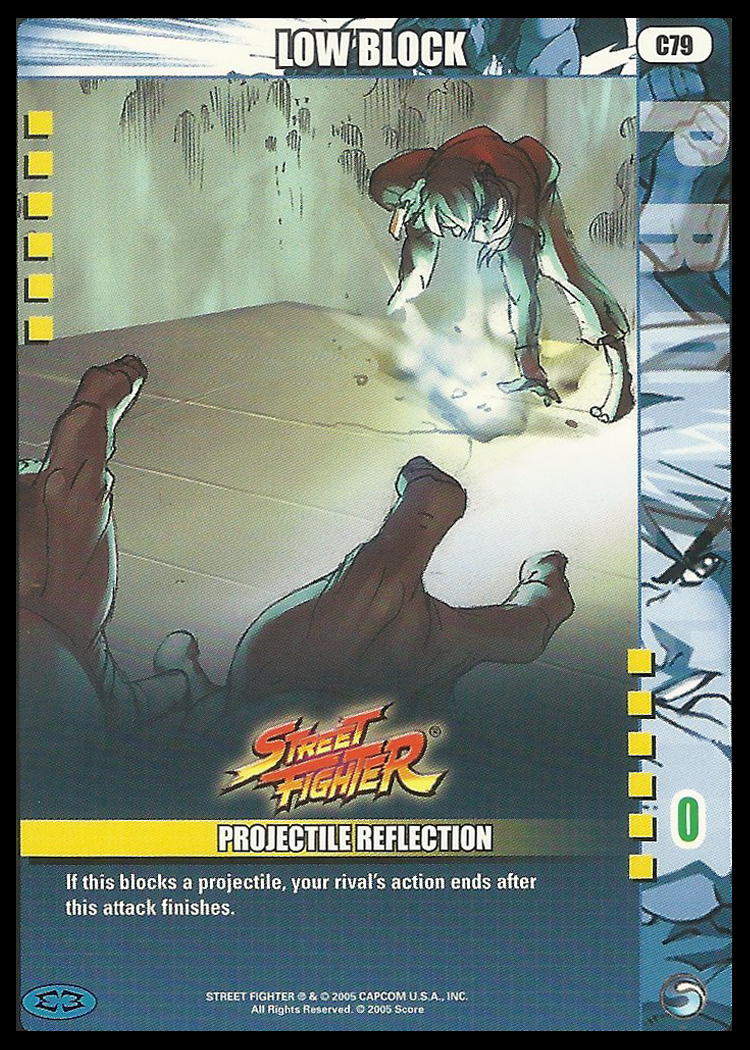 LOW BLOCK
C79
STREET
FIGHTER®
PROJECTILE REFLECTION
0
If this blocks a projectile, your rival's action ends after
this attack finishes.
STREET FIGHTER ® & © 2005 CAPCOM U.S.A., INC.
All Rights Reserved. © 2005 Score